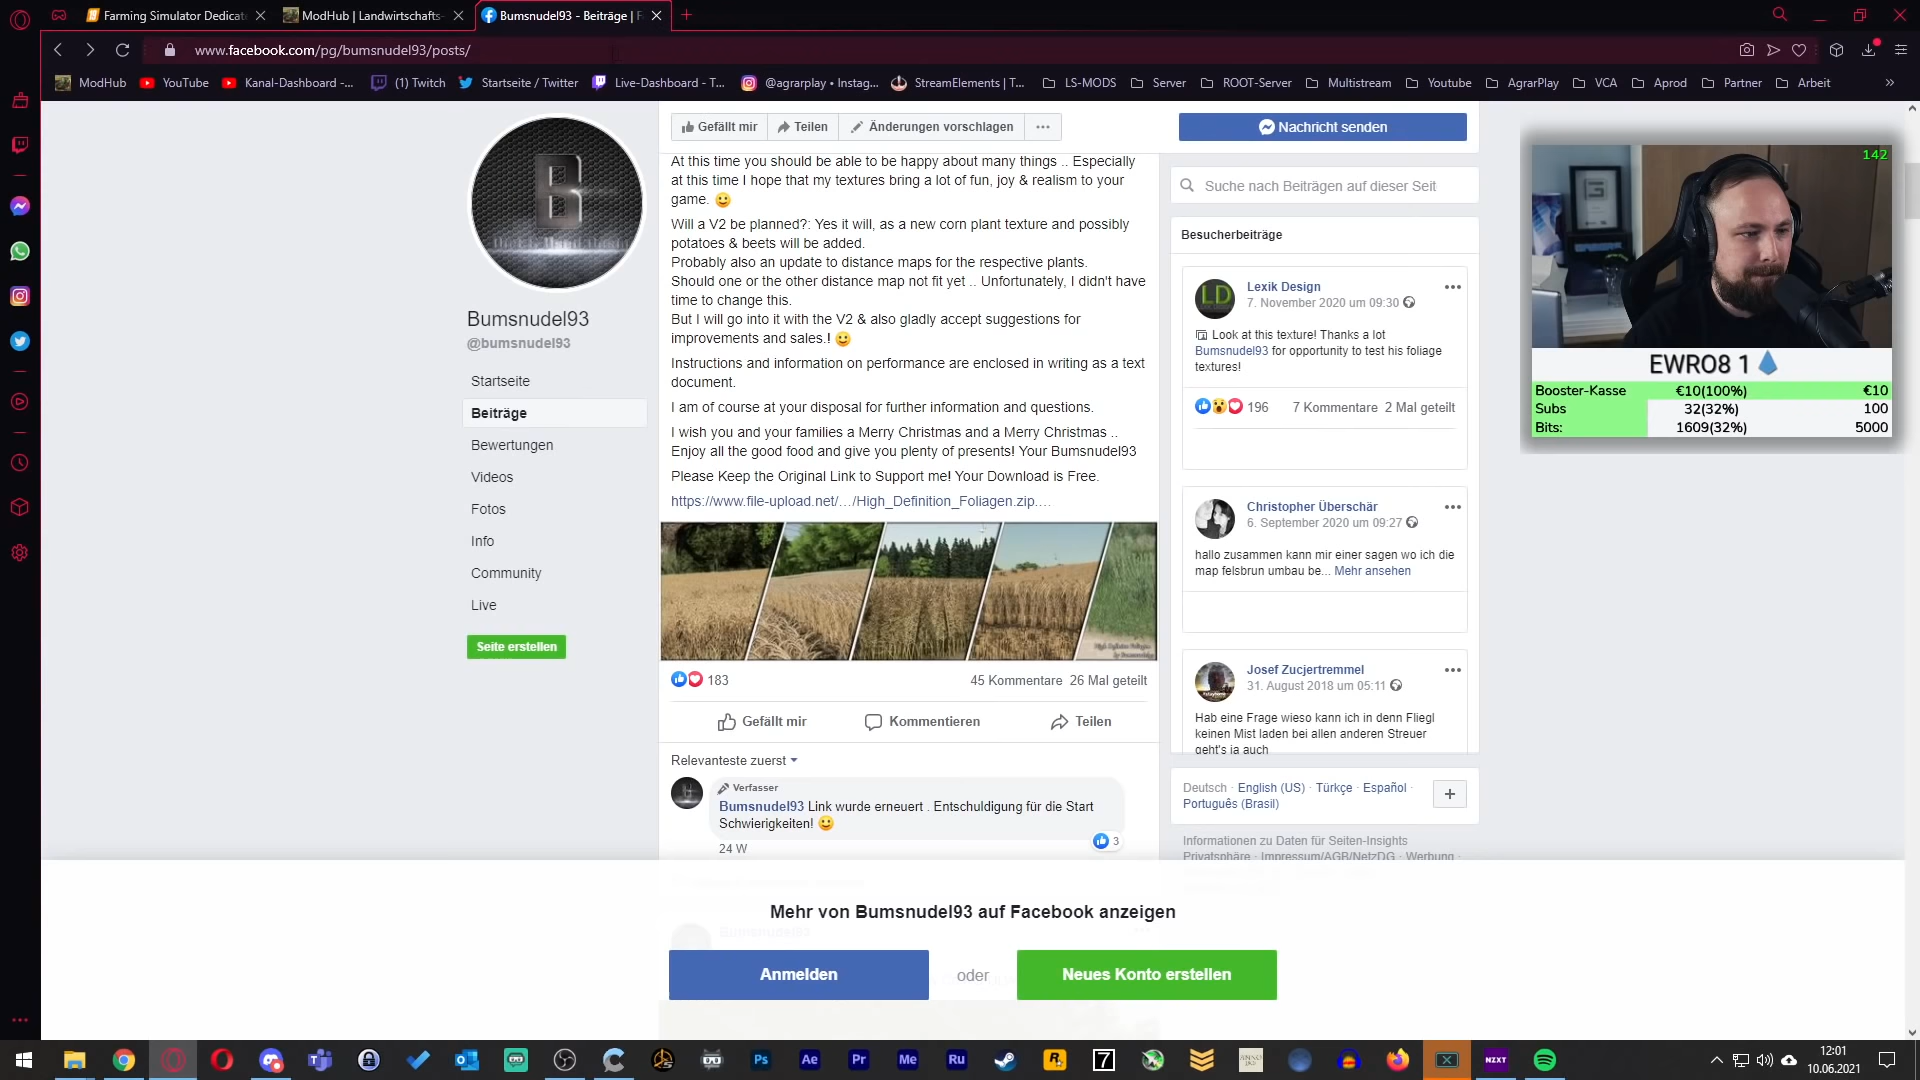 Farming Simulator Dedicate
ModHub | Landwirtschafts-
Bumsnudel93 - Beiträge | F
www.facebook.com/pg/bumsnudel93/posts/
ModHub
YouTube
Kanal-Dashboard -...
(1) Twitch
Startseite / Twitter
Live-Dashboard - T...
@agrarplay • Instag...
StreamElements | T...
LS-MODS
Server
ROOT-Server
Multistream
Youtube
AgrarPlay
VCA
Aprod
Partner
Arbeit
Gefällt mir
Teilen
Änderungen vorschlagen
Nachricht senden
Bumsnudel93
@bumsnudel93
Startseite
Beiträge
Bewertungen
Videos
Fotos
Info
Community
Live
Seite erstellen
At this time you should be able to be happy about many things .. Especially
at this time I hope that my textures bring a lot of fun, joy & realism to your
game. 🙂
Will a V2 be planned?: Yes it will, as a new corn plant texture and possibly
potatoes & beets will be added.
Probably also an update to distance maps for the respective plants.
Should one or the other distance map not fit yet .. Unfortunately, I didn't have
time to change this.
But I will go into it with the V2 & also gladly accept suggestions for
improvements and sales.! 🙂
Instructions and information on performance are enclosed in writing as a text
document.
I am of course at your disposal for further information and questions.
I wish you and your families a Merry Christmas and a Merry Christmas ..
Enjoy all the good food and give you plenty of presents! Your Bumsnudel93
Please Keep the Original Link to Support me! Your Download is Free.
https://www.file-upload.net/…/High_Definition_Foliagen.zip.…
183
45 Kommentare 26 Mal geteilt
Gefällt mir
Kommentieren
Teilen
Relevanteste zuerst
Verfasser
Bumsnudel93 Link wurde erneuert . Entschuldigung für die Start
Schwierigkeiten! 🙂
3
24 W
Suche nach Beiträgen auf dieser Seit
Besucherbeiträge
LD
Lexik Design
7. November 2020 um 09:30
Look at this texture! Thanks a lot
Bumsnudel93 for opportunity to test his foliage
textures!
196
7 Kommentare 2 Mal geteilt
Christopher Überschär
6. September 2020 um 09:27
hallo zusammen kann mir einer sagen wo ich die
map felsbrun umbau be... Mehr ansehen
Josef Zucjertremmel
31. August 2018 um 05:11
Hab eine Frage wieso kann ich in denn Fliegl
keinen Mist laden bei allen anderen Streuer
geht's ja auch
Deutsch · English (US) · Türkçe · Español ·
Português (Brasil)
Informationen zu Daten für Seiten-Insights
Privatsphäre · Impressum/AGB/NetzDG · Werbung ·
142
EWRO8 1
Booster-Kasse €10(100%) €10
Subs 32(32%) 100
Bits: 1609(32%) 5000
Mehr von Bumsnudel93 auf Facebook anzeigen
Bumsnudel93
Anmelden
oder
Neues Konto erstellen
Ps
Ae
Pr
Me
Ru
7
NZXT
12:01
10.06.2021